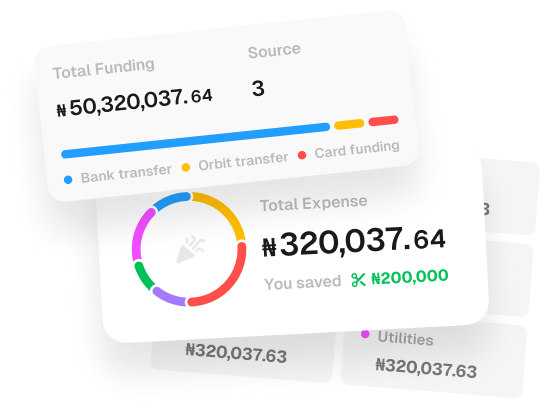 Total Funding
Source
₦50,320,037.64
3
Bank transfer
Orbit transfer
Card funding
Total Expense
₦320,037.64
You saved ₦200,000
₦320,037.63
Utilities
₦320,037.63